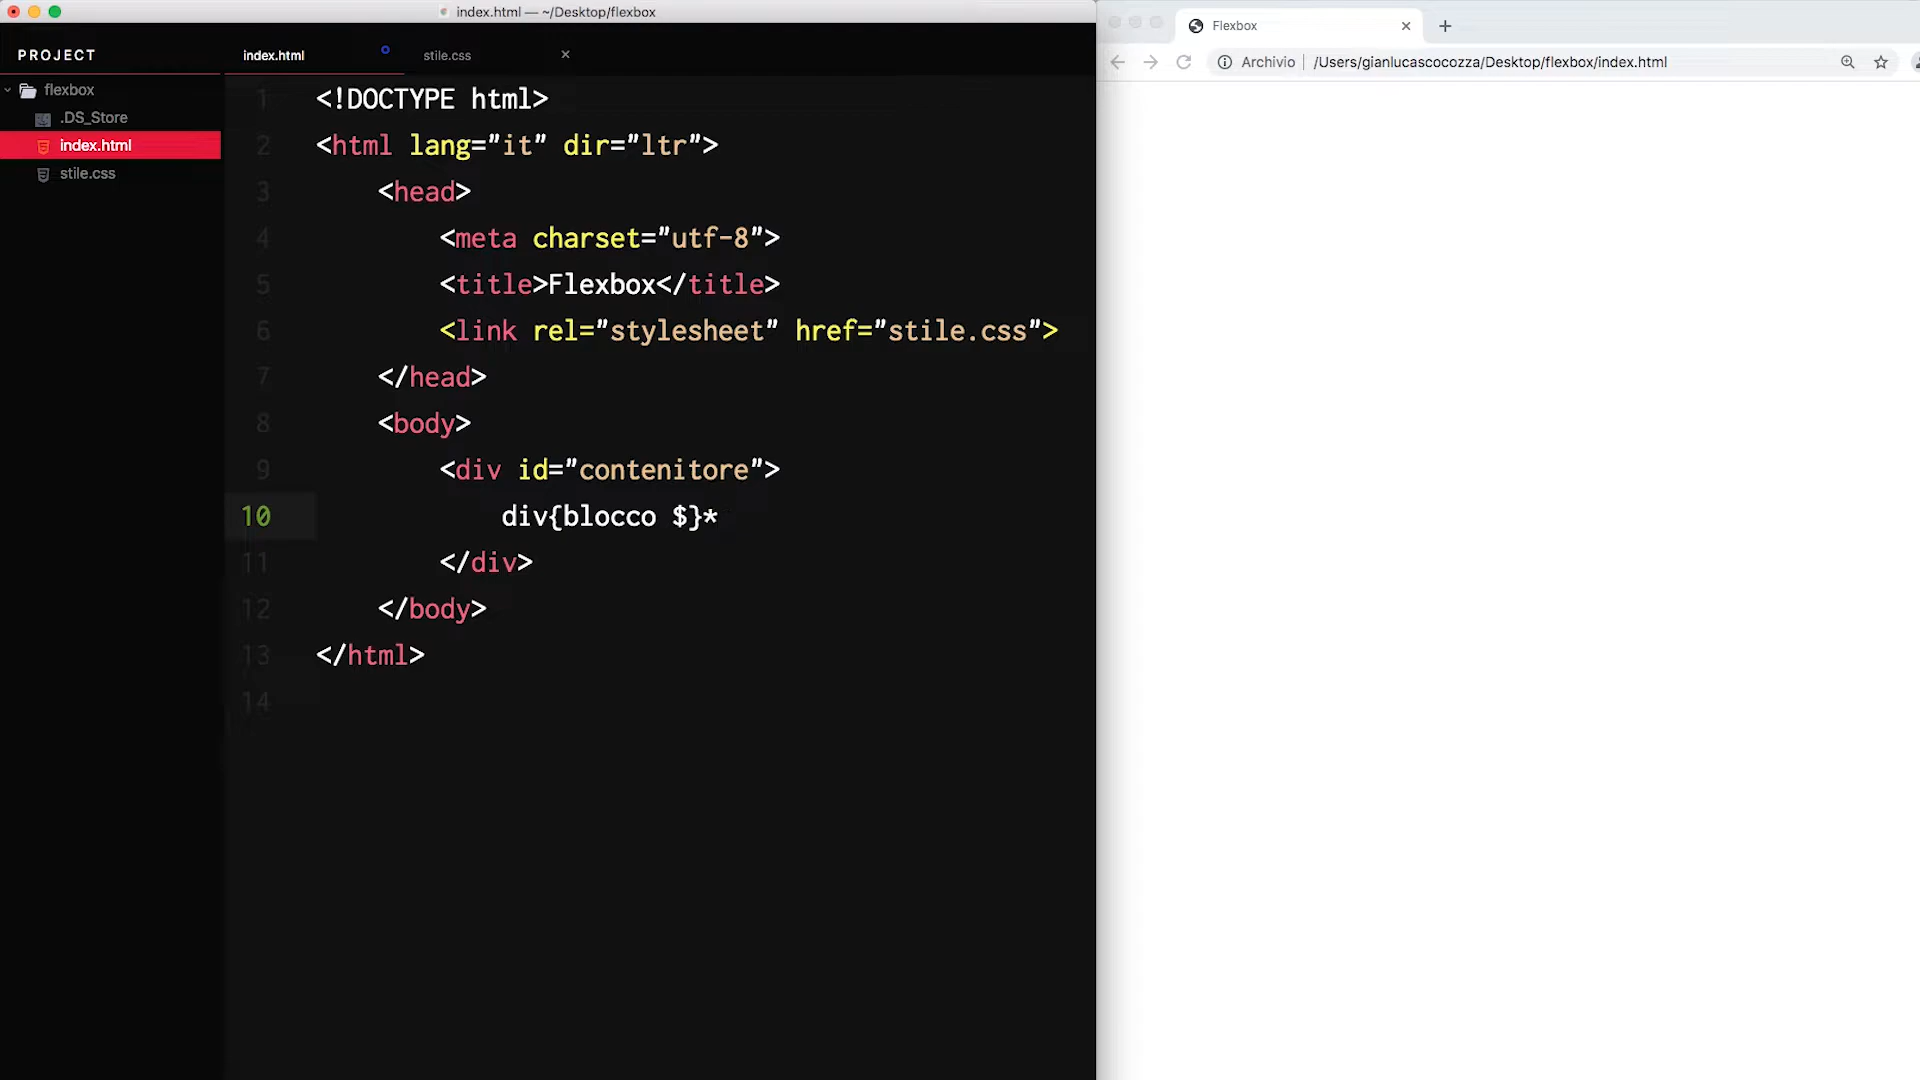 index.html — ~/Desktop/flexbox
PROJECT
flexbox
.DS_Store
index.html
stile.css
index.html
stile.css
1 <!DOCTYPE html>
2 <html lang="it" dir="ltr">
3 <head>
4 <meta charset="utf-8">
5 <title>Flexbox</title>
6 <link rel="stylesheet" href="stile.css">
7 </head>
8 <body>
9 <div id="contenitore">
10 div{blocco $}*
11 </div>
12 </body>
13 </html>
14
Flexbox
Archivio /Users/gianlucascocozza/Desktop/flexbox/index.html